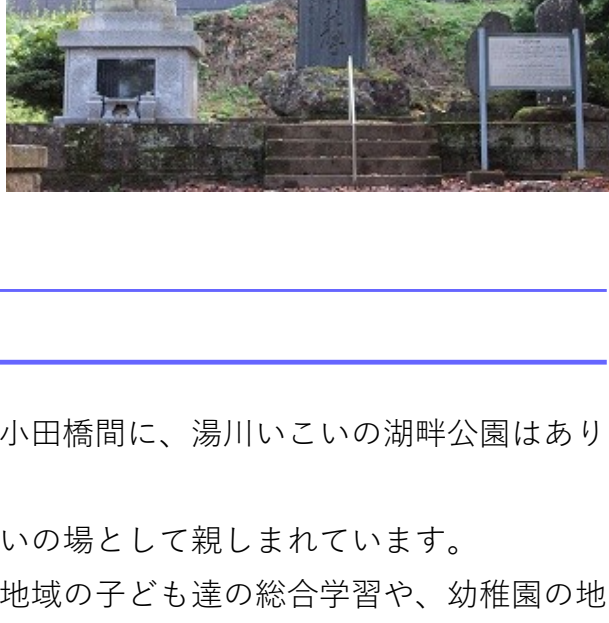 小田橋間に、湯川いこいの湖畔公園はあり
いの場として親しまれています。
地域の子ども達の総合学習や、幼稚園の地